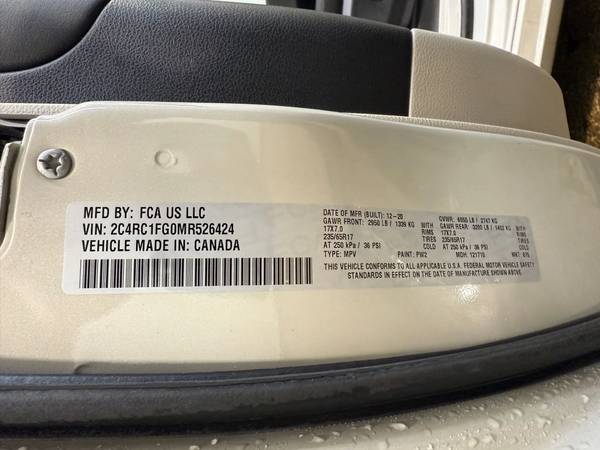 MFD BY: FCA US LLC
VIN: 2C4RC1FG0MR526424
VEHICLE MADE IN: CANADA
DATE OF MFR (BUILT): 12-20 GVWR: 6050 LB / 2747 KG
GAWR FRONT: 2950 LB / 1339 KG GAWR REAR: 3200 LB / 1452 KG
17X7.0 RIMS 17X7.0 RIMS
235/65R17 TIRES 235/65R17 TIRES
AT 250 kPa / 36 PSI COLD AT 250 kPa / 36 PSI COLD
TYPE: MPV PAINT: PW2 MDH: 121710 MKT:
THIS VEHICLE CONFORMS TO ALL APPLICABLE U.S.A. FEDERAL MOTOR VEHICLE SAFETY
STANDARDS IN EFFECT ON THE DATE OF MANUFACTURE SHOWN ABOVE.